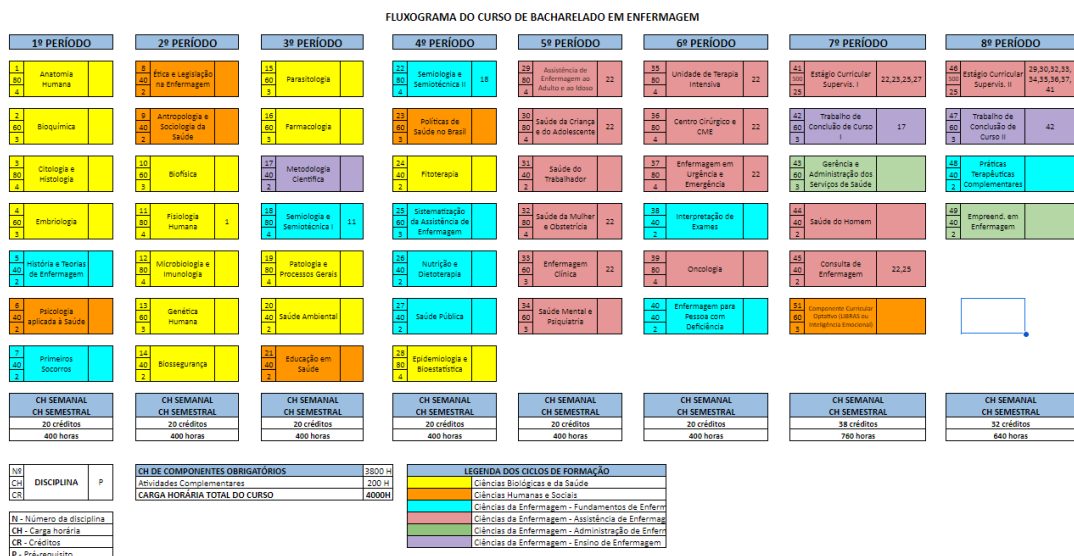 FLUXOGRAMA DO CURSO DE BACHARELADO EM ENFERMAGEM
1º PERÍODO
1
80
4
Anatomia
Humana
2
60
3
Bioquímica
3
80
4
Citologia e
Histologia
4
60
3
Embriologia
5
40
2
História e Teorias
de Enfermagem
6
40
2
Psicologia
aplicada à Saúde
7
40
2
Primeiros
Socorros
CH SEMANAL
CH SEMESTRAL
20 créditos
400 horas
2º PERÍODO
8
40
2
Ética e Legislação
na Enfermagem
9
40
2
Antropologia e
Sociologia da
Saúde
10
60
3
Biofísica
11
80
4
Fisiologia
Humana
1
12
80
4
Microbiologia e
Imunologia
13
60
3
Genética
Humana
14
40
2
Biossegurança
CH SEMANAL
CH SEMESTRAL
20 créditos
400 horas
3º PERÍODO
15
60
3
Parasitologia
16
60
3
Farmacologia
17
40
2
Metodologia
Científica
18
80
4
Semiologia e
Semiotécnica I
11
19
80
4
Patologia e
Processos Gerais
20
40
2
Saúde Ambiental
21
40
2
Educação em
Saúde
CH SEMANAL
CH SEMESTRAL
20 créditos
400 horas
4º PERÍODO
22
80
4
Semiologia e
Semiotécnica II
18
23
60
3
Políticas de
Saúde no Brasil
24
40
2
Fitoterapia
25
60
3
Sistematização
da Assistência de
Enfermagem
26
40
2
Nutrição e
Dietoterapia
27
40
2
Saúde Pública
28
80
4
Epidemiologia e
Bioestatística
CH SEMANAL
CH SEMESTRAL
20 créditos
400 horas
5º PERÍODO
29
80
4
Assistência de
Enfermagem ao
Adulto e ao Idoso
22
30
80
4
Saúde da Criança
e do Adolescente
22
31
40
2
Saúde do
Trabalhador
32
80
4
Saúde da Mulher
e Obstetrícia
22
33
60
3
Enfermagem
Clínica
22
34
60
3
Saúde Mental e
Psiquiatria
22
CH SEMANAL
CH SEMESTRAL
20 créditos
400 horas
6º PERÍODO
35
80
4
Unidade de Terapia
Intensiva
22
36
80
4
Centro Cirúrgico e
CME
22
37
80
4
Enfermagem em
Urgência e
Emergência
22
38
40
2
Interpretação de
Exames
39
80
4
Oncologia
40
40
2
Enfermagem para
Pessoa com
Deficiência
CH SEMANAL
CH SEMESTRAL
20 créditos
400 horas
7º PERÍODO
41
500
25
Estágio Curricular
Supervis. I
22,23,25,27
42
60
3
Trabalho de
Conclusão de Curso
I
17
43
60
3
Gerência e
Administração dos
Serviços de Saúde
44
40
2
Saúde do Homem
45
40
2
Consulta de
Enfermagem
22,25
51
60
3
Componente Curricular
Optativo (LIBRAS ou
Inteligência Emocional)
CH SEMANAL
CH SEMESTRAL
38 créditos
760 horas
8º PERÍODO
46
500
25
Estágio Curricular
Supervis. II
29,30,32,33,
34,35,36,37,
41
47
60
3
Trabalho de
Conclusão de
Curso II
42
48
40
2
Práticas
Terapêuticas
Complementares
49
40
2
Empreend. em
Enfermagem
CH SEMANAL
CH SEMESTRAL
32 créditos
640 horas
Nº
CH
CR
DISCIPLINA
P
N - Número da disciplina
CH - Carga horária
CR - Créditos
P - Pré-requisito
CH DE COMPONENTES OBRIGATÓRIOS 3800 H
Atividades Complementares 200 H
CARGA HORÁRIA TOTAL DO CURSO 4000H
LEGENDA DOS CICLOS DE FORMAÇÃO
Ciências Biológicas e da Saúde
Ciências Humanas e Sociais
Ciências da Enfermagem - Fundamentos de Enferm
Ciências da Enfermagem - Assistência de Enfermag
Ciências da Enfermagem - Administração de Enferm
Ciências da Enfermagem - Ensino de Enfermagem